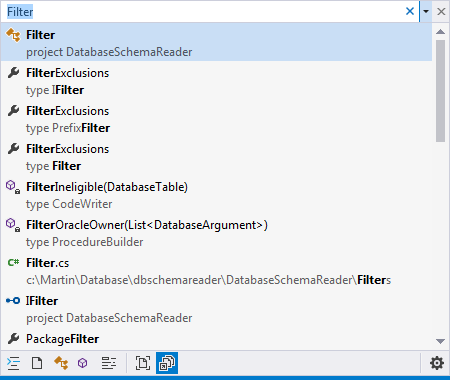 Filter
Filter
project DatabaseSchemaReader
FilterExclusions
type IFilter
FilterExclusions
type PrefixFilter
FilterExclusions
type Filter
FilterIneligible(DatabaseTable)
type CodeWriter
FilterOracleOwner(List<DatabaseArgument>)
type ProcedureBuilder
C# Filter.cs
c:\Martin\Database\dbschemareader\DatabaseSchemaReader\Filters
IFilter
project DatabaseSchemaReader
PackageFilter